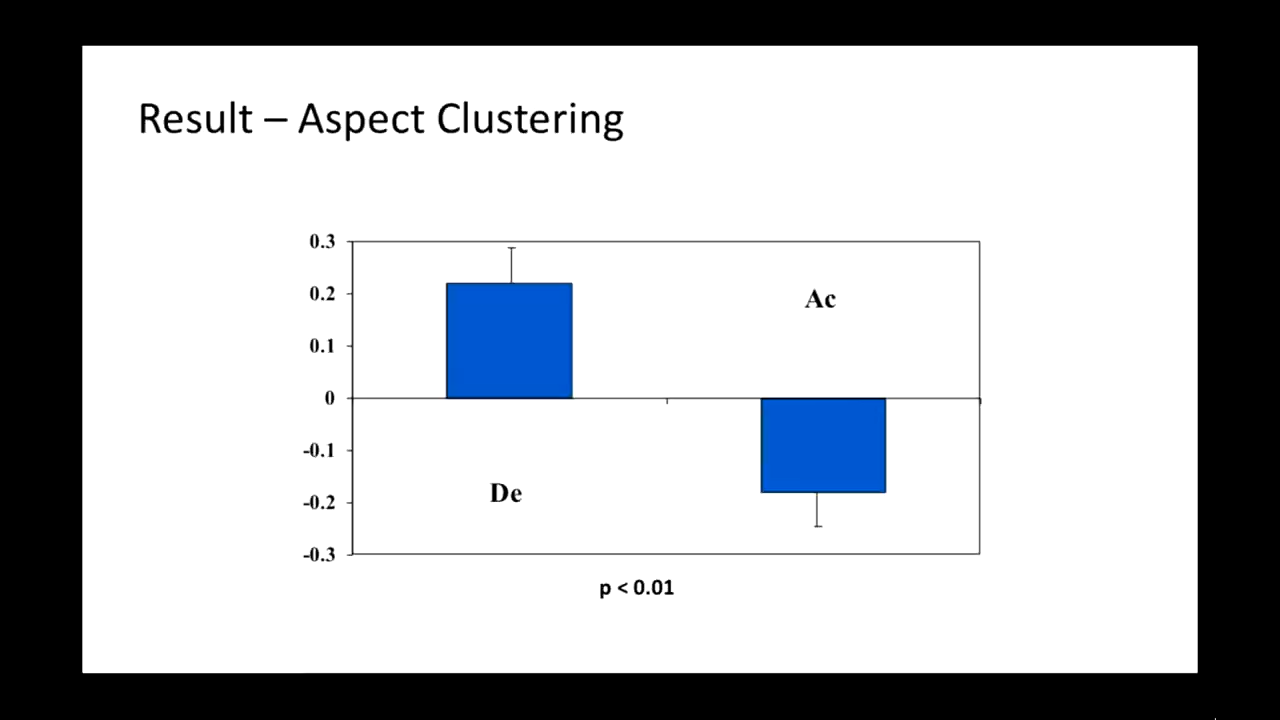 Result – Aspect Clustering
0.3
0.2
0.1
0
-0.1
-0.2
-0.3
Ac
De
p < 0.01